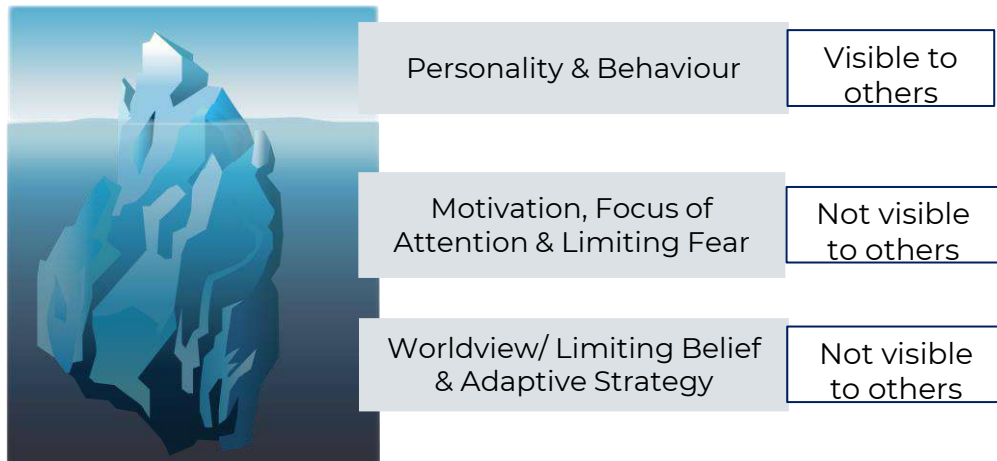 Personality & Behaviour
Visible to
others
Motivation, Focus of
Attention & Limiting Fear
Not visible
to others
Worldview/ Limiting Belief
& Adaptive Strategy
Not visible
to others